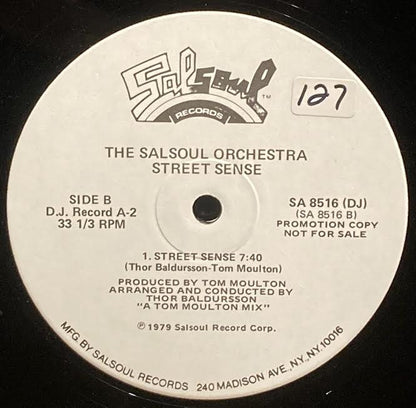 Salsoul
TM
RECORDS
127
THE SALSOUL ORCHESTRA
STREET SENSE
SIDE B
D.J. Record A-2
33 1/3 RPM
SA 8516 (DJ)
(SA 8516 B)
PROMOTION COPY
NOT FOR SALE
1. STREET SENSE 7:40
(Thor Baldursson-Tom Moulton)
PRODUCED BY TOM MOULTON
ARRANGED AND CONDUCTED BY
THOR BALDURSSON
"A TOM MOULTON MIX"
℗ 1979 Salsoul Record Corp.
MFG. BY SALSOUL RECORDS 240 MADISON AVE., NY., NY. 10016